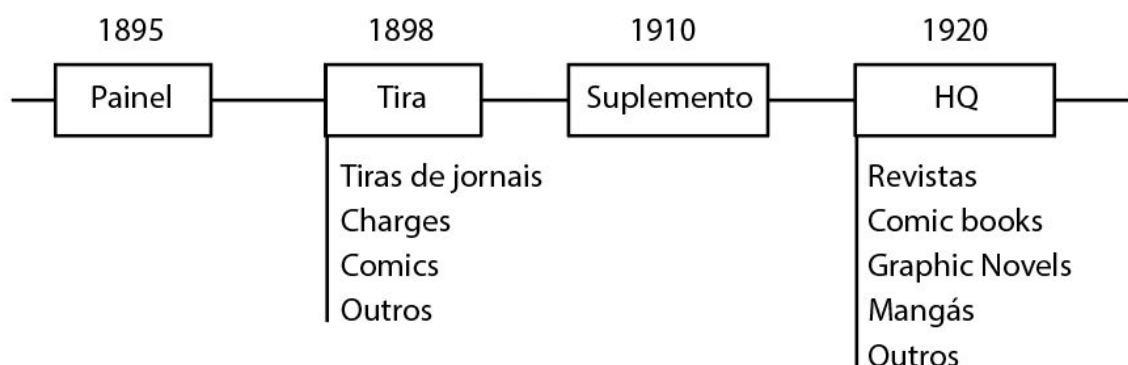 1895
1898
1910
1920
Painel
Tira
Suplemento
HQ
Tiras de jornais
Charges
Comics
Outros
Revistas
Comic books
Graphic Novels
Mangás
Outros